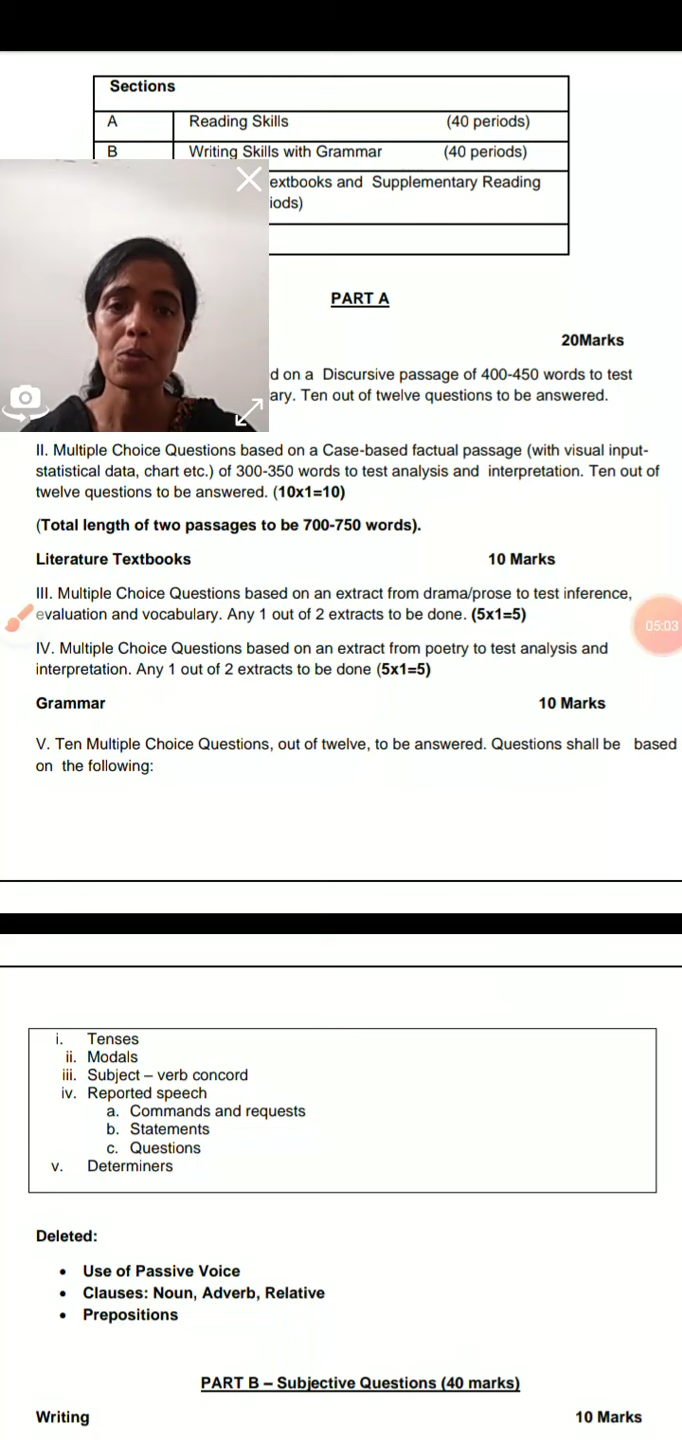 Sections
A Reading Skills (40 periods)
B Writing Skills with Grammar (40 periods)
extbooks and Supplementary Reading
iods)
PART A
20Marks
d on a Discursive passage of 400-450 words to test
ary. Ten out of twelve questions to be answered.
II. Multiple Choice Questions based on a Case-based factual passage (with visual input-
statistical data, chart etc.) of 300-350 words to test analysis and interpretation. Ten out of
twelve questions to be answered. (10x1=10)
(Total length of two passages to be 700-750 words).
Literature Textbooks 10 Marks
III. Multiple Choice Questions based on an extract from drama/prose to test inference,
evaluation and vocabulary. Any 1 out of 2 extracts to be done. (5x1=5)
05:03
IV. Multiple Choice Questions based on an extract from poetry to test analysis and
interpretation. Any 1 out of 2 extracts to be done (5x1=5)
Grammar 10 Marks
V. Ten Multiple Choice Questions, out of twelve, to be answered. Questions shall be based
on the following:
i. Tenses
ii. Modals
iii. Subject – verb concord
iv. Reported speech
a. Commands and requests
b. Statements
c. Questions
v. Determiners
Deleted:
• Use of Passive Voice
• Clauses: Noun, Adverb, Relative
• Prepositions
PART B – Subjective Questions (40 marks)
Writing 10 Marks